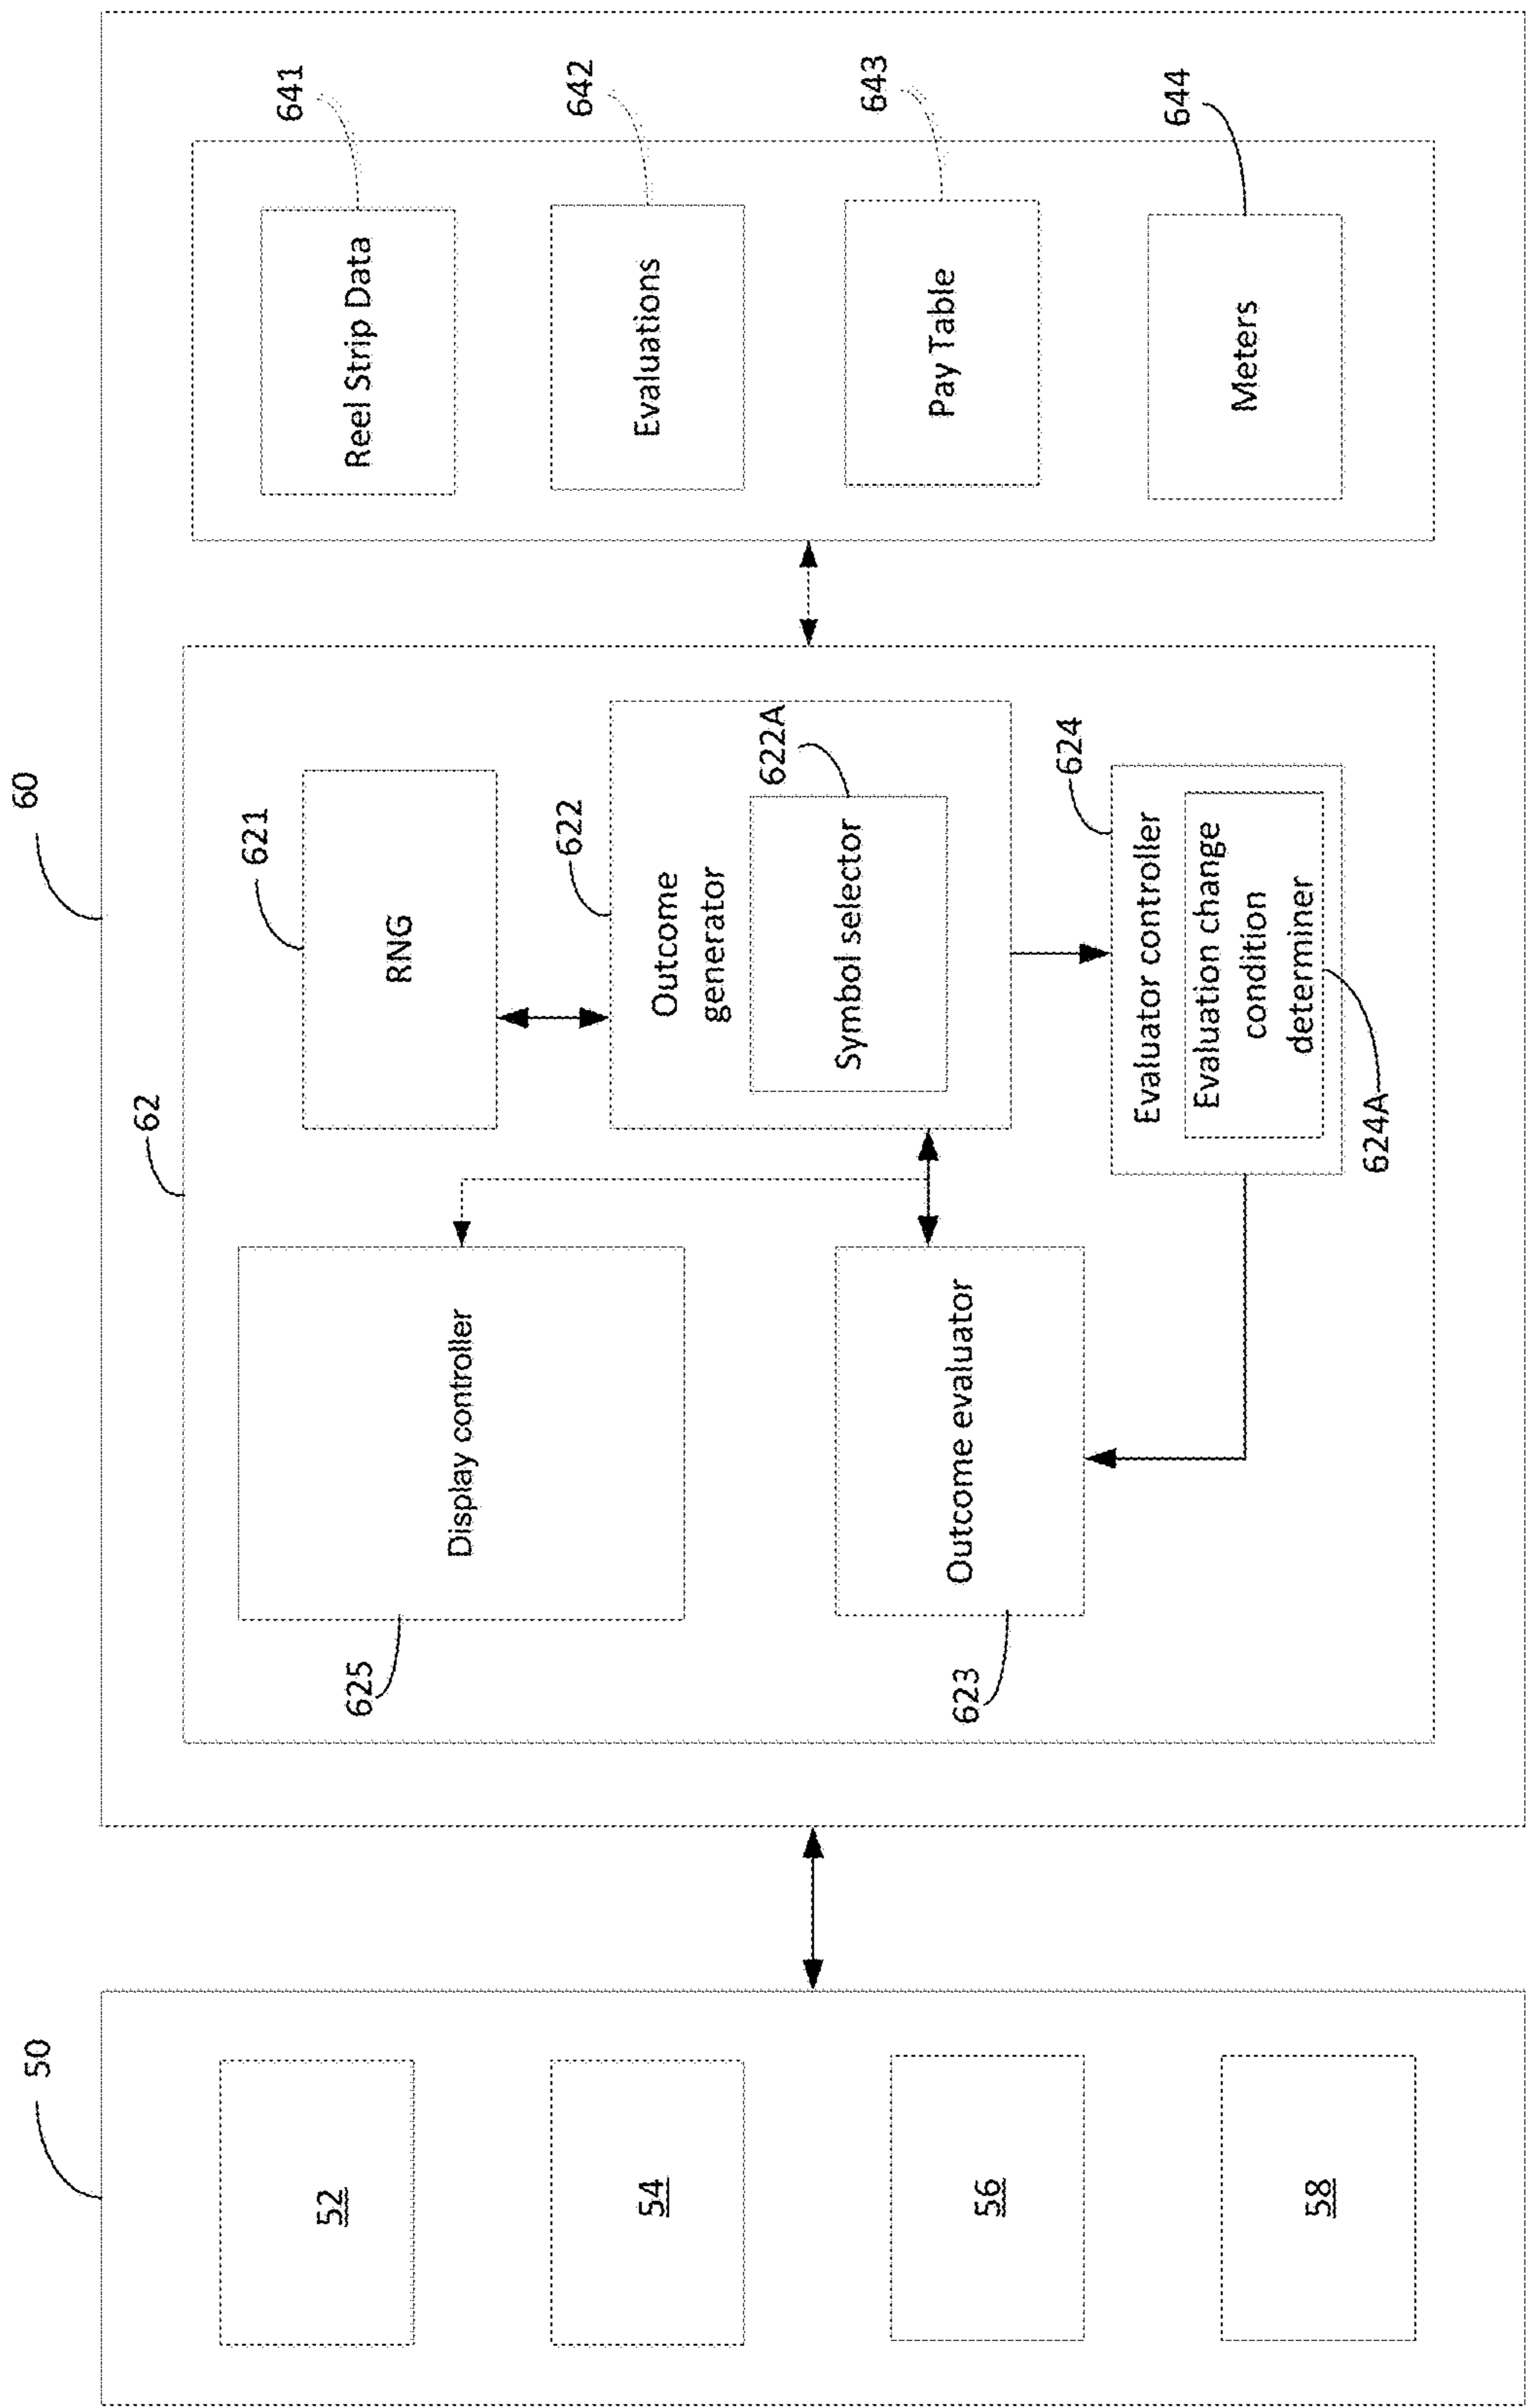 60
62
50
621
RNG
622
Outcome
generator
622A
Symbol selector
624
Evaluator controller
Evaluation change
condition
determiner
624A
625
Display controller
623
Outcome evaluator
641
Reel Strip Data
642
Evaluations
643
Pay Table
644
Meters
52
54
56
58